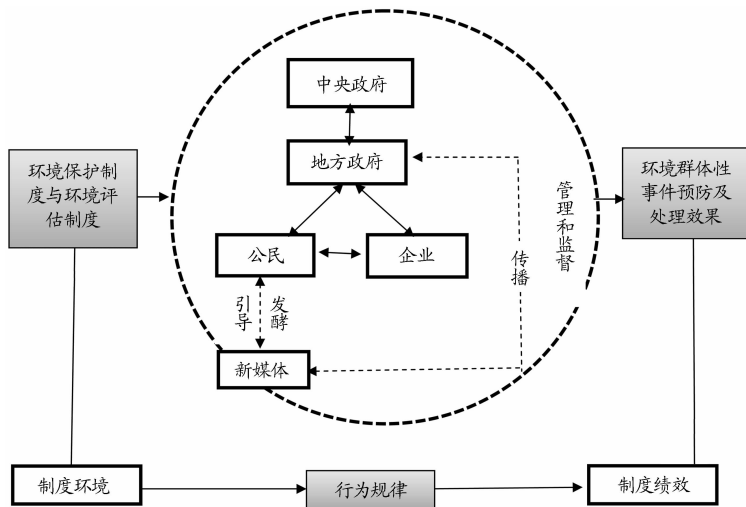 中央政府
地方政府
环境保护制
度与环境评
估制度
环境群体性
事件预防及
处理效果
管理和监督
传播
公民
企业
引导
发酵
新媒体
制度环境
行为规律
制度绩效